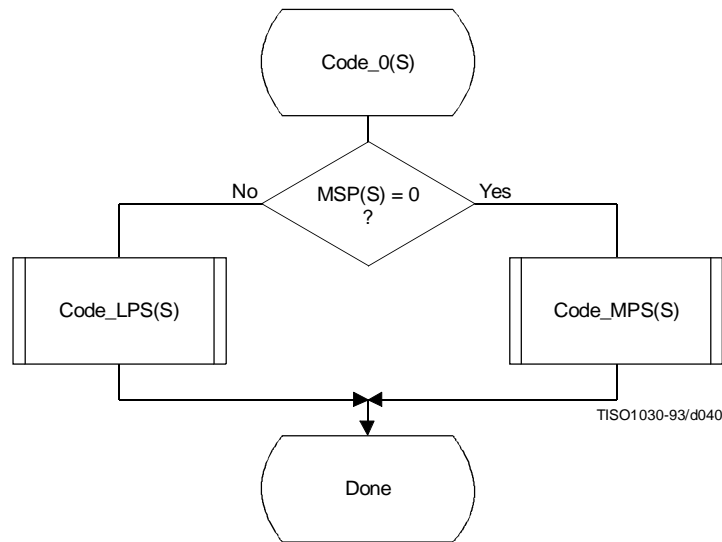 Code_0(S)
No
MSP(S) = 0
?
Yes
Code_LPS(S)
Code_MPS(S)
TISO1030-93/d040
Done